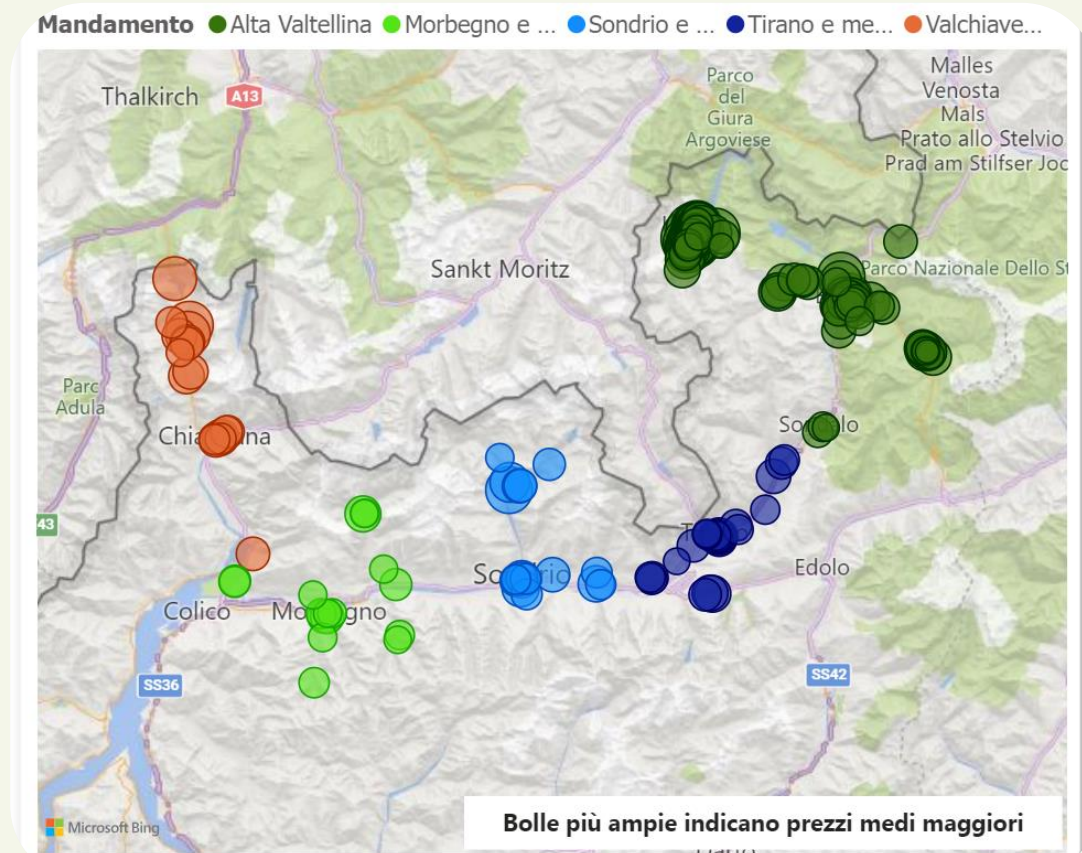 Mandamento Alta Valtellina Morbegno e ... Sondrio e ... Tirano e me... Valchiave...
Thalkirch
A13
Parco
del
Giura
Argoviese
Malles
Venosta
Mals
Prato allo Stelvio
Prad am Stilfser Joc
Sankt Moritz
Parco Nazionale Dello St
Parc
Adula
43
Edolo
Colico
SS36
SS42
Microsoft Bing
Bolle più ampie indicano prezzi medi maggiori